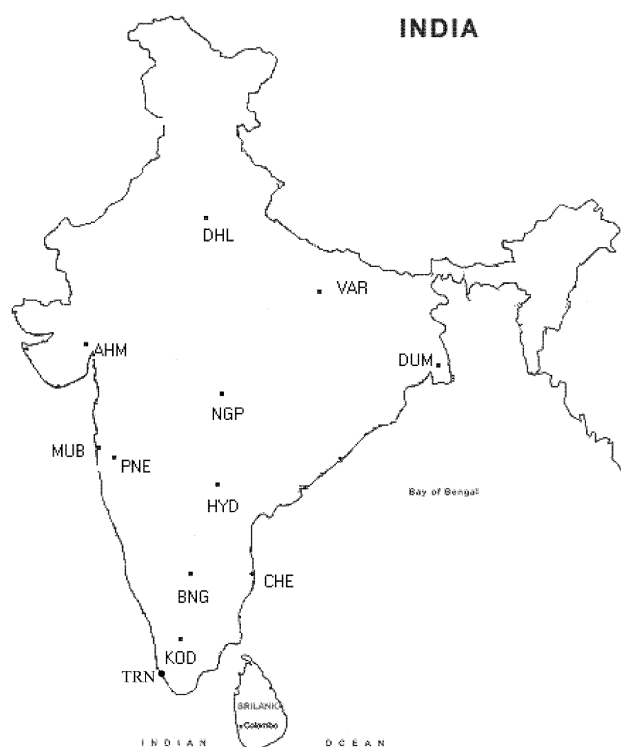 INDIA
DHL
VAR
AHM
DUM
NGP
MUB
PNE
HYD
Bay of Bengal
BNG
CHE
KOD
TRN
SRILANKA
Colombo
INDIAN OCEAN